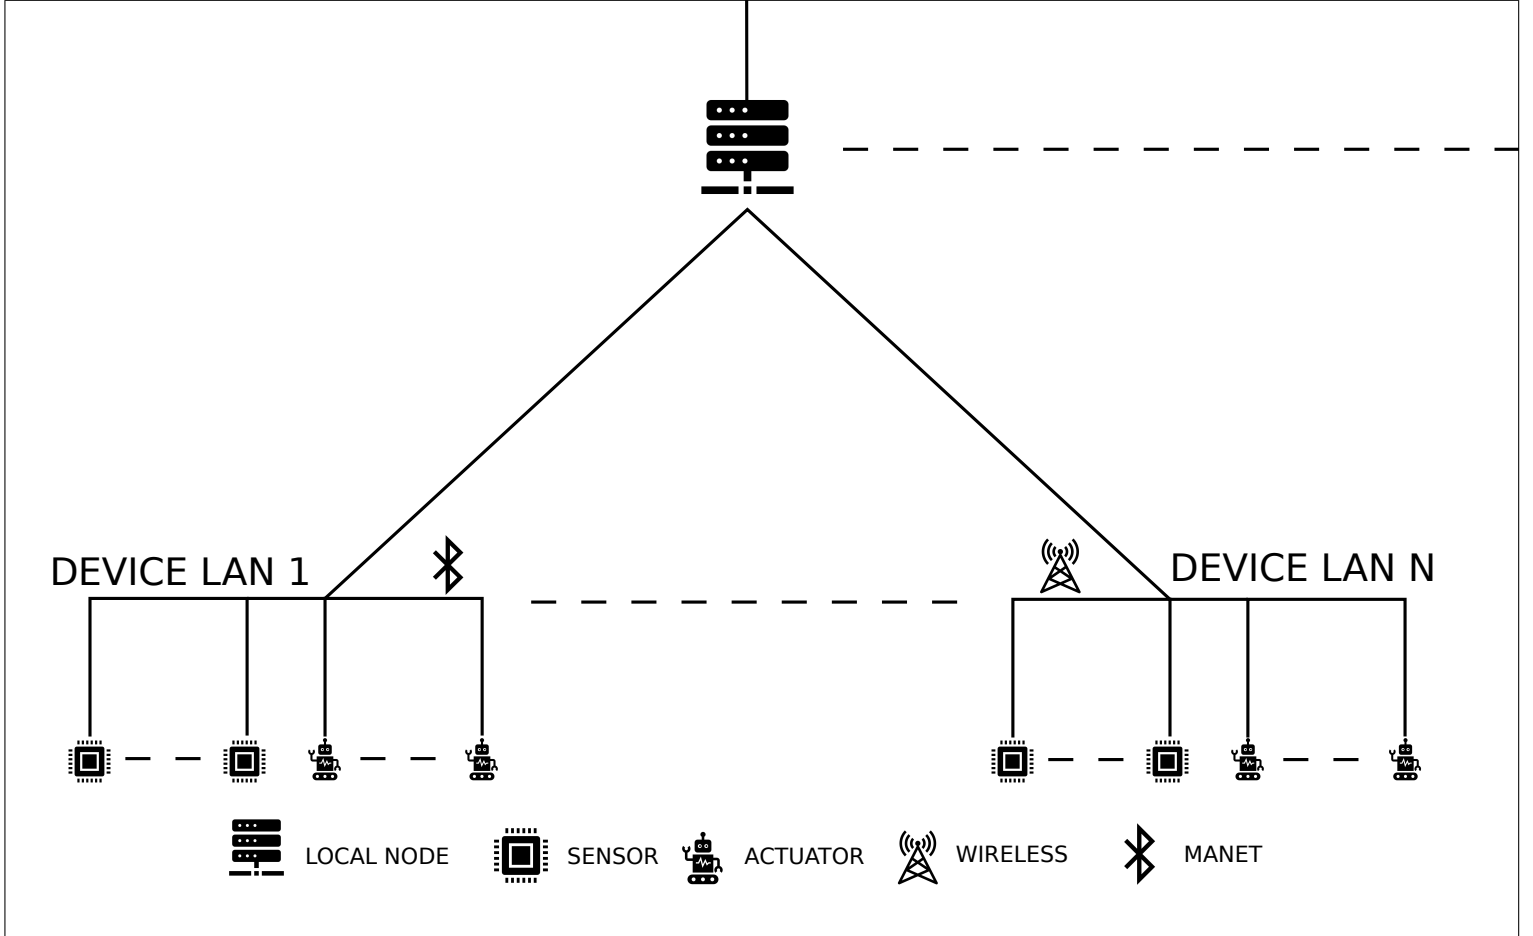 DEVICE LAN 1
DEVICE LAN N
LOCAL NODE
SENSOR
ACTUATOR
WIRELESS
MANET